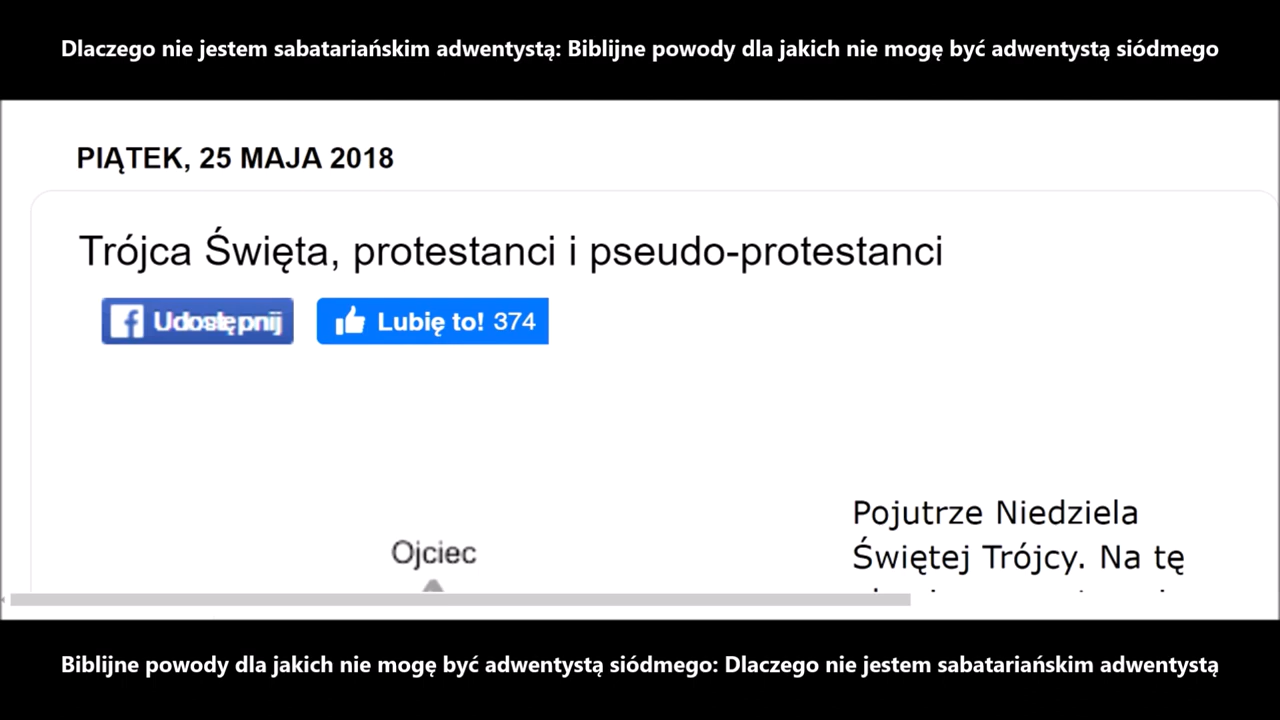 Dlaczego nie jestem sabatariańskim adwentystą: Biblijne powody dla jakich nie mogę być adwentystą siódmego
PIĄTEK, 25 MAJA 2018
Trójca Święta, protestanci i pseudo-protestanci
Udostępnij Lubię to! 374
Pojutrze Niedziela
Świętej Trójcy. Na tę
Ojciec
Biblijne powody dla jakich nie mogę być adwentystą siódmego: Dlaczego nie jestem sabatariańskim adwentystą